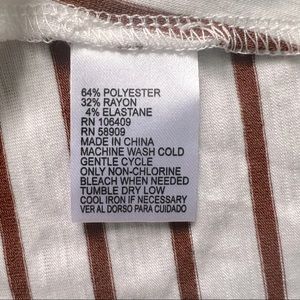 64% POLYESTER
32% RAYON
4% ELASTANE
RN 106409
RN 58909
MADE IN CHINA
MACHINE WASH COLD
GENTLE CYCLE
ONLY NON-CHLORINE
BLEACH WHEN NEEDED
TUMBLE DRY LOW
COOL IRON IF NECESSARY
VER AL DORSO PARA CUIDADO